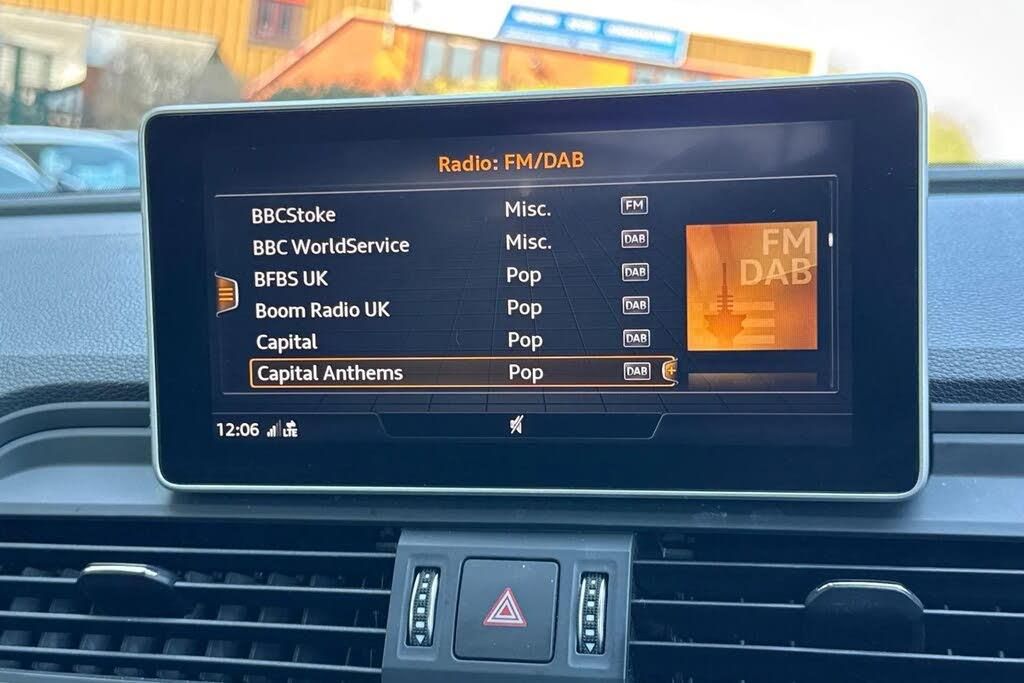 Radio: FM/DAB
BBCStoke Misc. FM
BBC WorldService Misc. DAB
BFBS UK Pop DAB
Boom Radio UK Pop DAB
Capital Pop DAB
Capital Anthems Pop DAB
FM
DAB
12:06 LTE